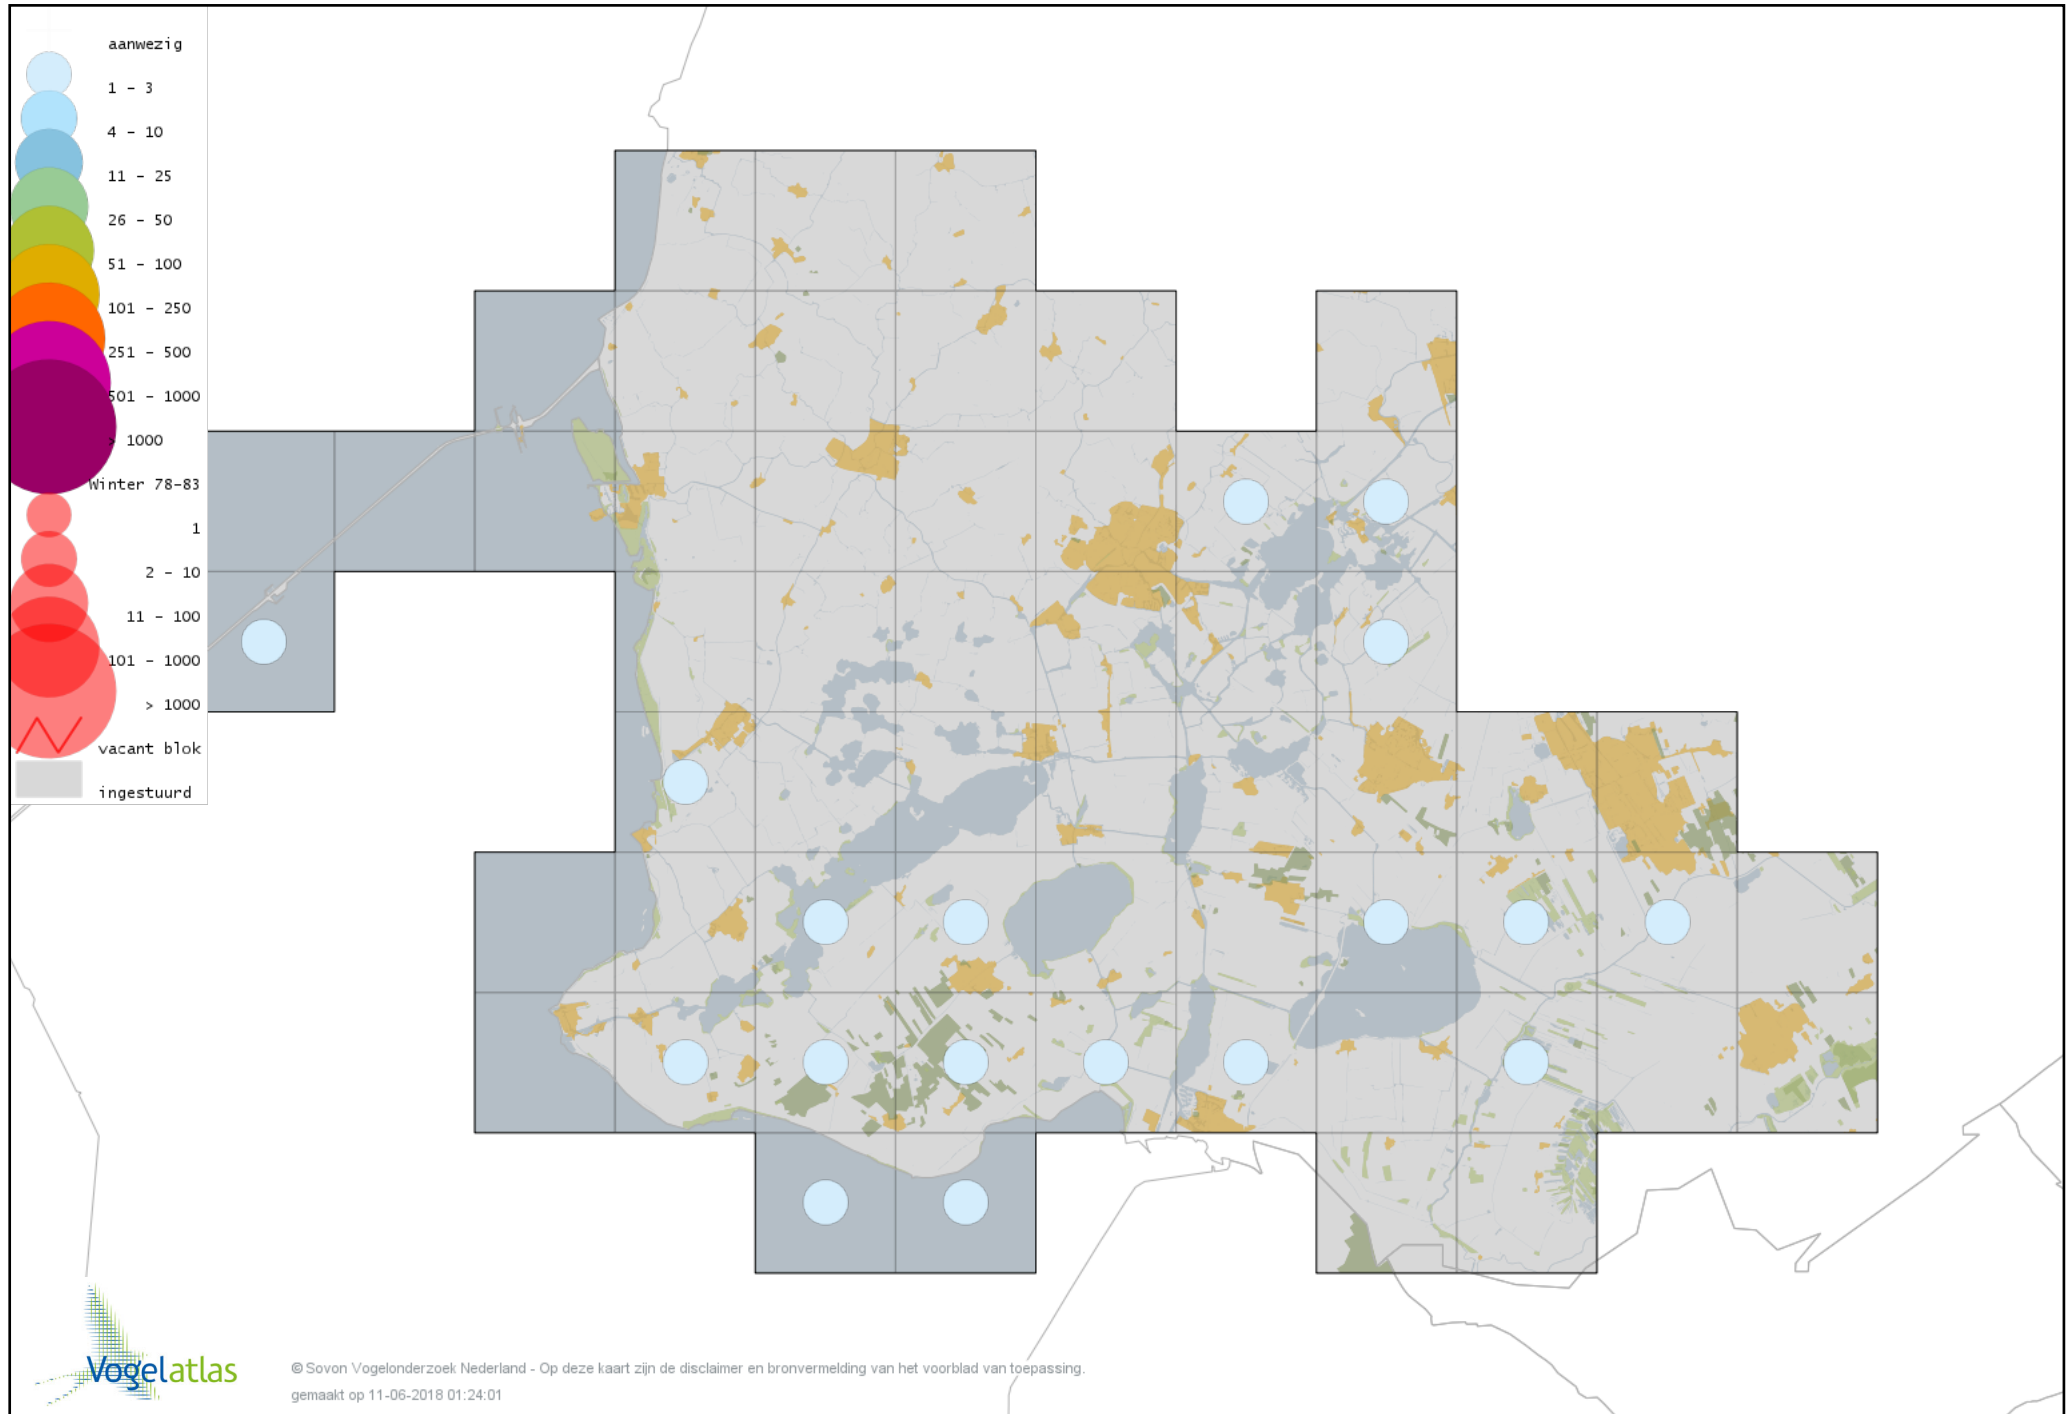 aanwezig
1 - 3
4 - 10
11 - 25
26 - 50
51 - 100
101 - 250
251 - 500
501 - 1000
> 1000
Winter 78-83
1
2 - 10
11 - 100
101 - 1000
> 1000
vacant blok
ingestuurd
Vogelatlas
© Sovon Vogelonderzoek Nederland - Op deze kaart zijn de disclaimer en bronvermelding van het voorblad van toepassing.
gemaakt op 11-06-2018 01:24:01